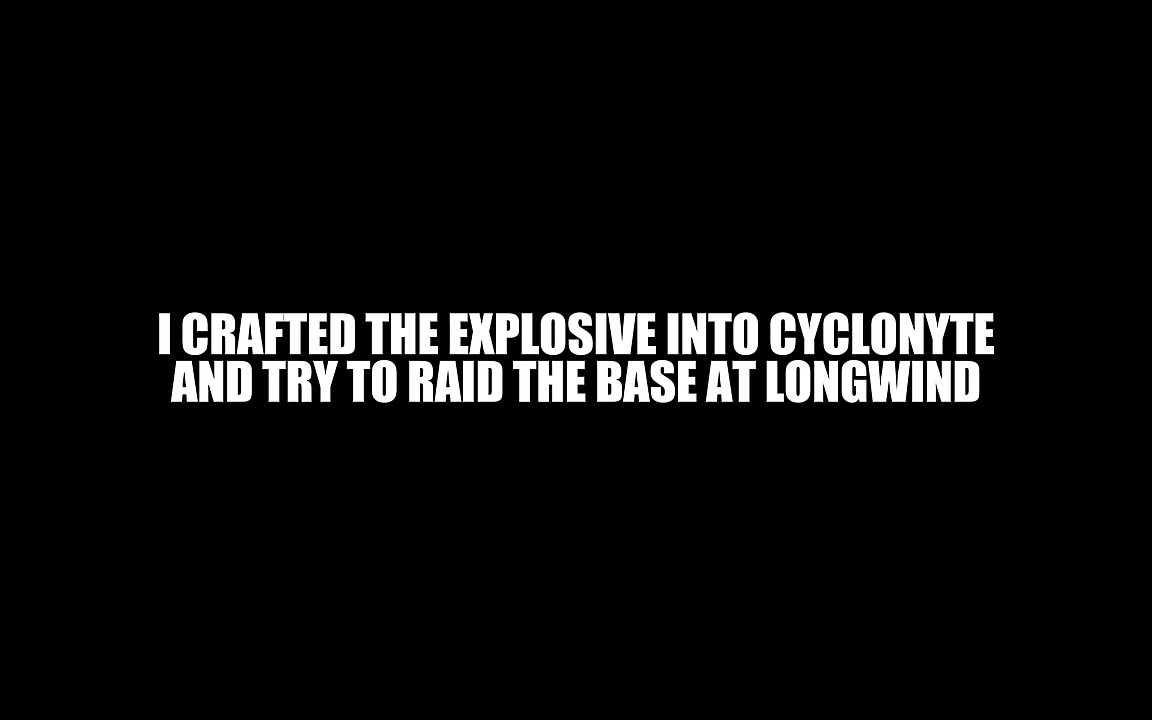 I CRAFTED THE EXPLOSIVE INTO CYCLONYTE
AND TRY TO RAID THE BASE AT LONGWIND